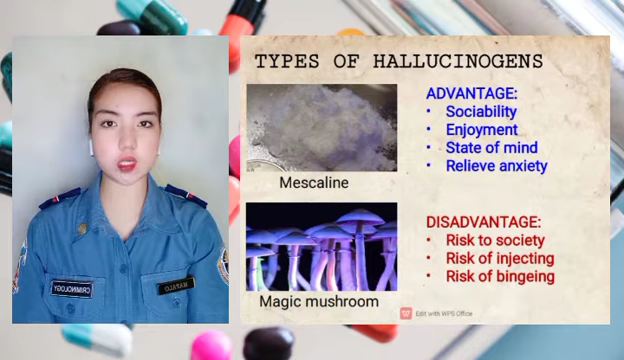 TYPES OF HALLUCINOGENS
ADVANTAGE:
• Sociability
• Enjoyment
• State of mind
• Relieve anxiety
Mescaline
DISADVANTAGE:
• Risk to society
• Risk of injecting
• Risk of bingeing
Magic mushroom
Edit with WPS Office
CRIMINOLOGY